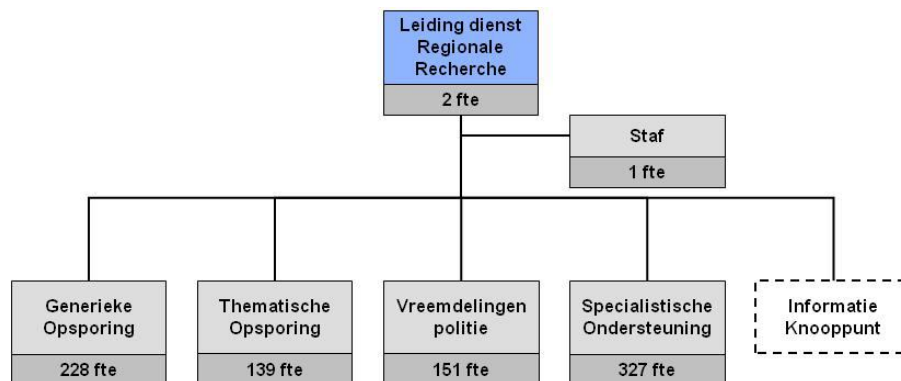 Leiding dienst
Regionale
Recherche
2 fte
Staf
1 fte
Generieke
Opsporing
228 fte
Thematische
Opsporing
139 fte
Vreemdelingen
politie
151 fte
Specialistische
Ondersteuning
327 fte
Informatie
Knooppunt